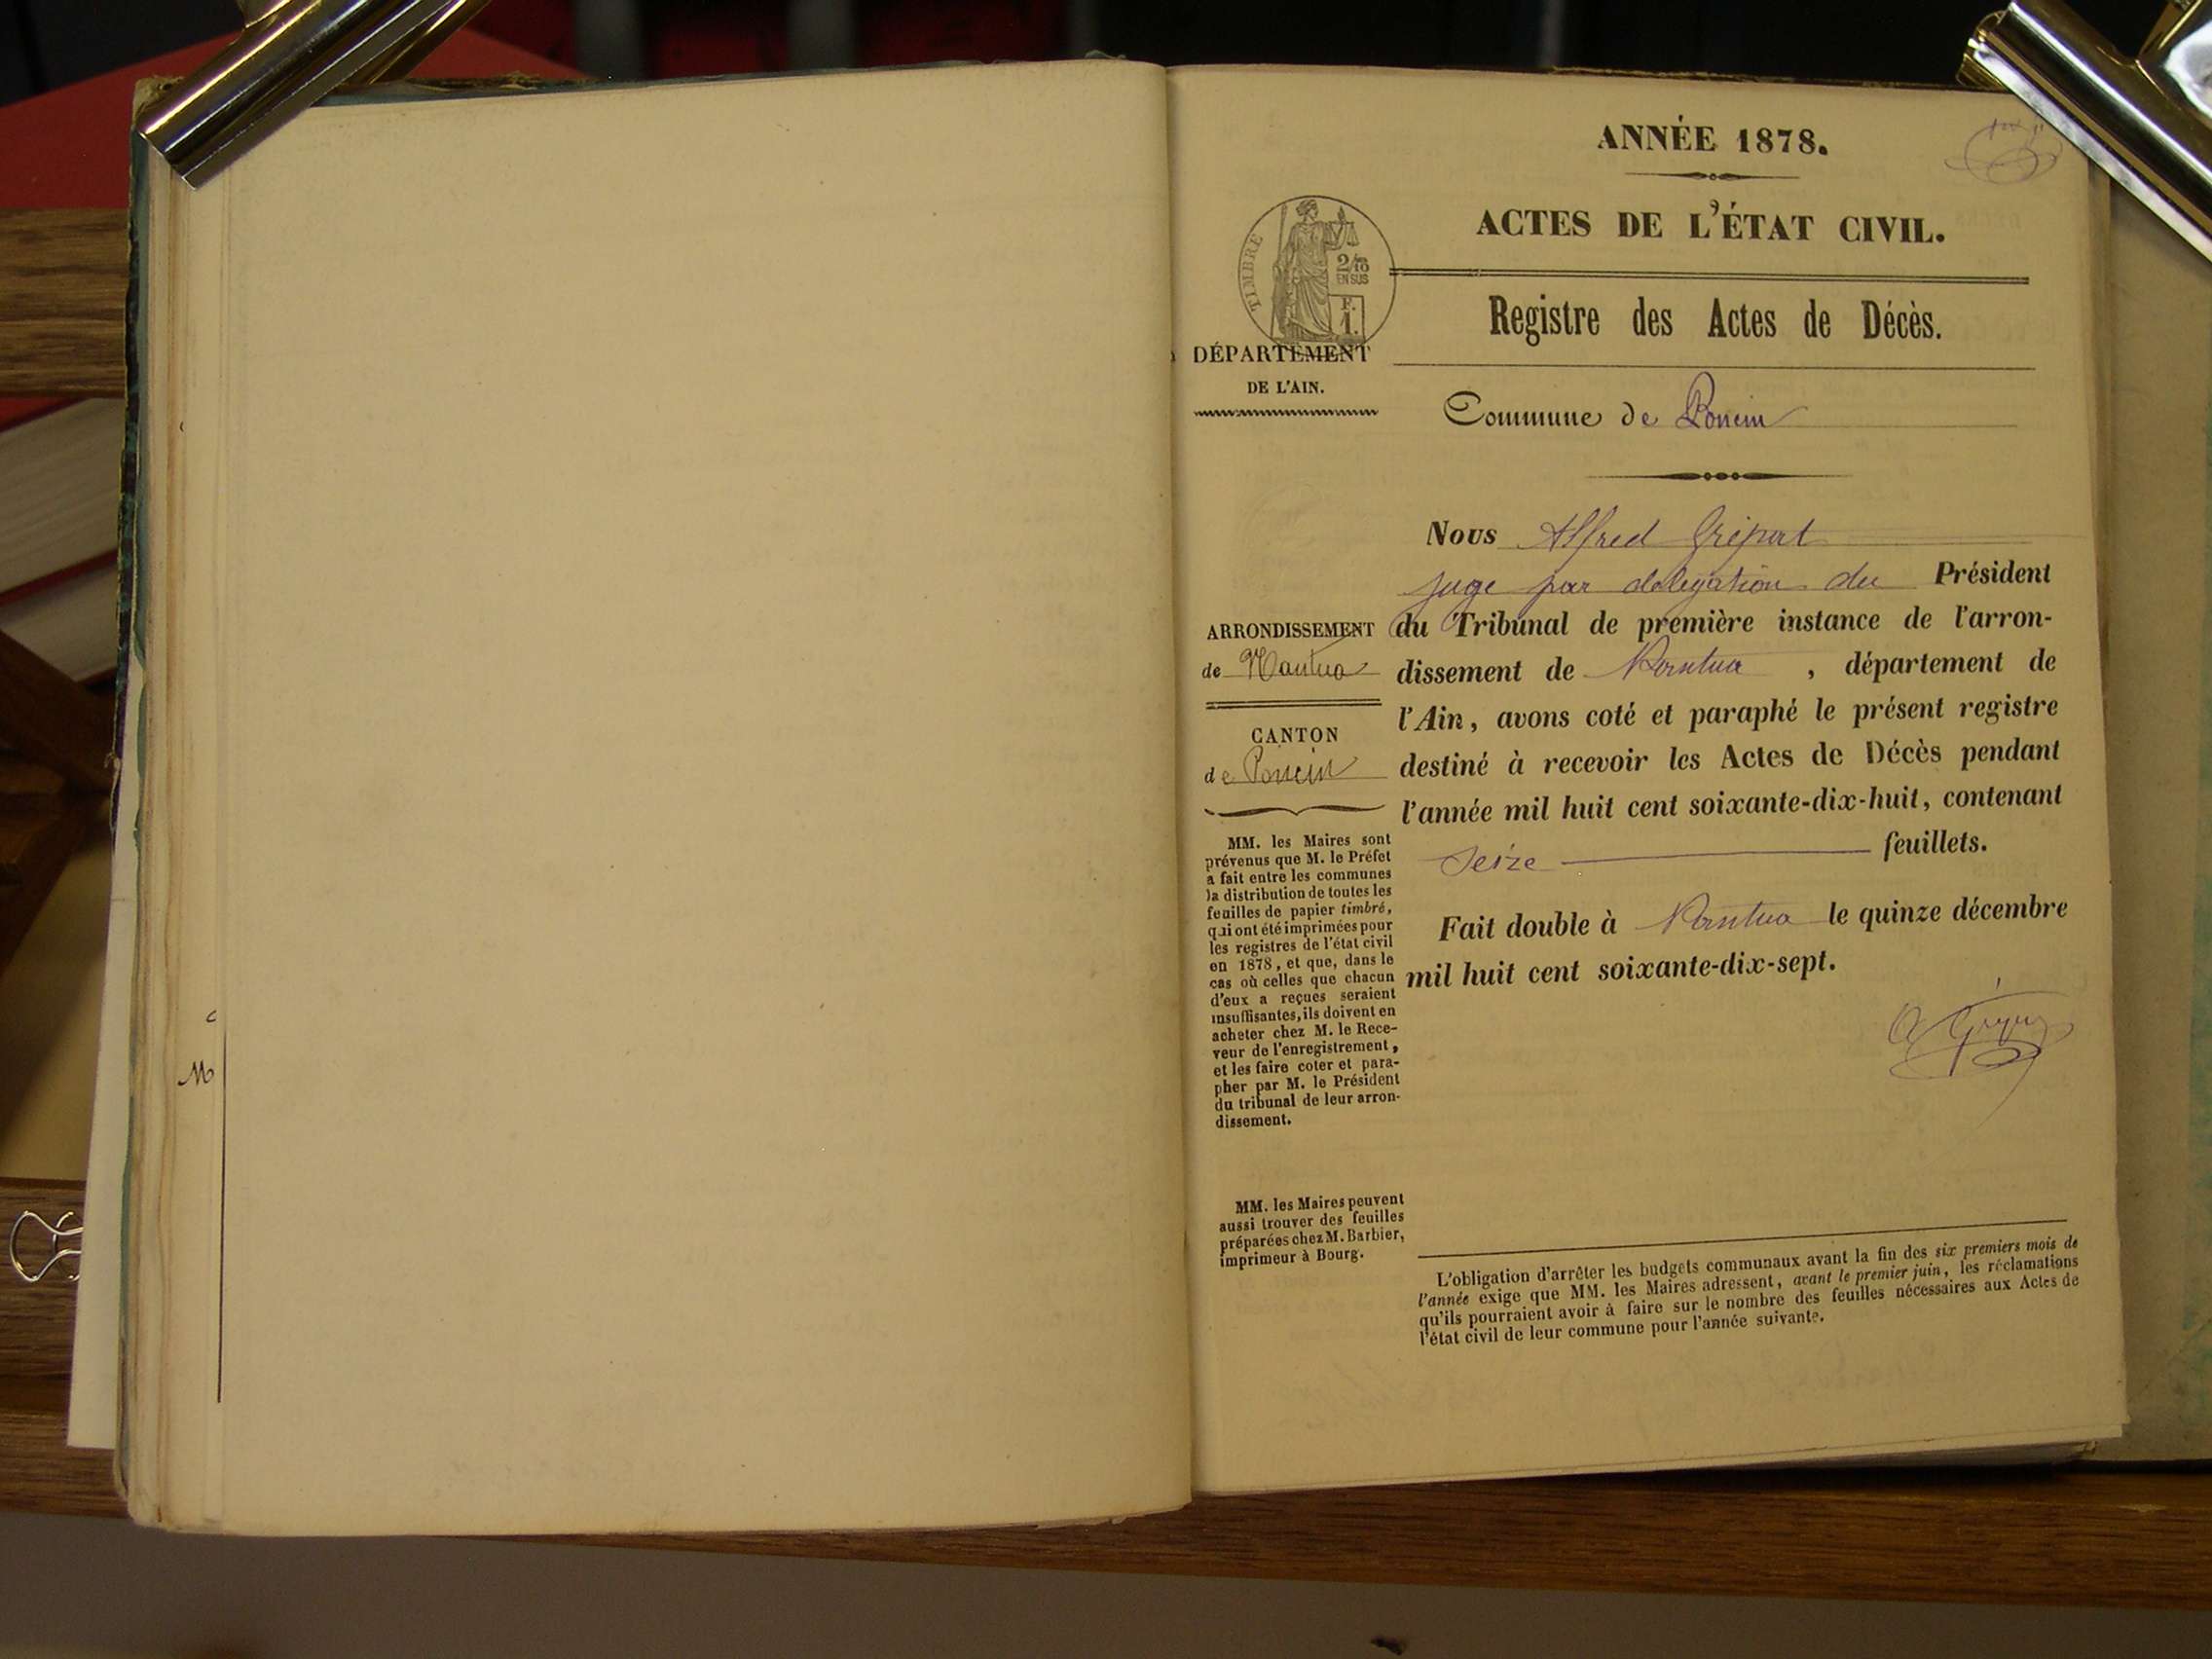 M
ANNÉE 1878.
ACTES DE L'ÉTAT CIVIL.
TIMBRE
2/10
EN SUS
F.
1.
Registre des Actes de Décès.
DÉPARTEMENT
DE L'AIN.
Commune de Poncin
Nous Alfred
juge par délégation du Président
du Tribunal de première instance de l'arron-
dissement de Nantua, département de
l'Ain, avons coté et paraphé le présent registre
destiné à recevoir les Actes de Décès pendant
l'année mil huit cent soixante-dix-huit, contenant
seize feuillets.
Fait double à Nantua le quinze décembre
mil huit cent soixante-dix-sept.
ARRONDISSEMENT
de Nantua
CANTON
de Poncin
MM. les Maires sont
prévenus que M. le Préfet
a fait entre les communes
la distribution de toutes les
feuilles de papier timbré,
qui ont été imprimées pour
les registres de l'état civil
en 1878, et que, dans le
cas où celles que chacun
d'eux a reçues seraient
insuffisantes, ils doivent en
acheter chez M. le Rece-
veur de l'enregistrement,
et les faire coter et para-
pher par M. le Président
du tribunal de leur arron-
dissement.
MM. les Maires peuvent
aussi trouver des feuilles
préparées chez M. Barbier,
imprimeur à Bourg.
L'obligation d'arrêter les budgets communaux avant la fin des six premiers mois de
l'année exige que MM. les Maires adressent, avant le premier juin, les réclamations
qu'ils pourraient avoir à faire sur le nombre des feuilles nécessaires aux Actes de
l'état civil de leur commune pour l'année suivante.